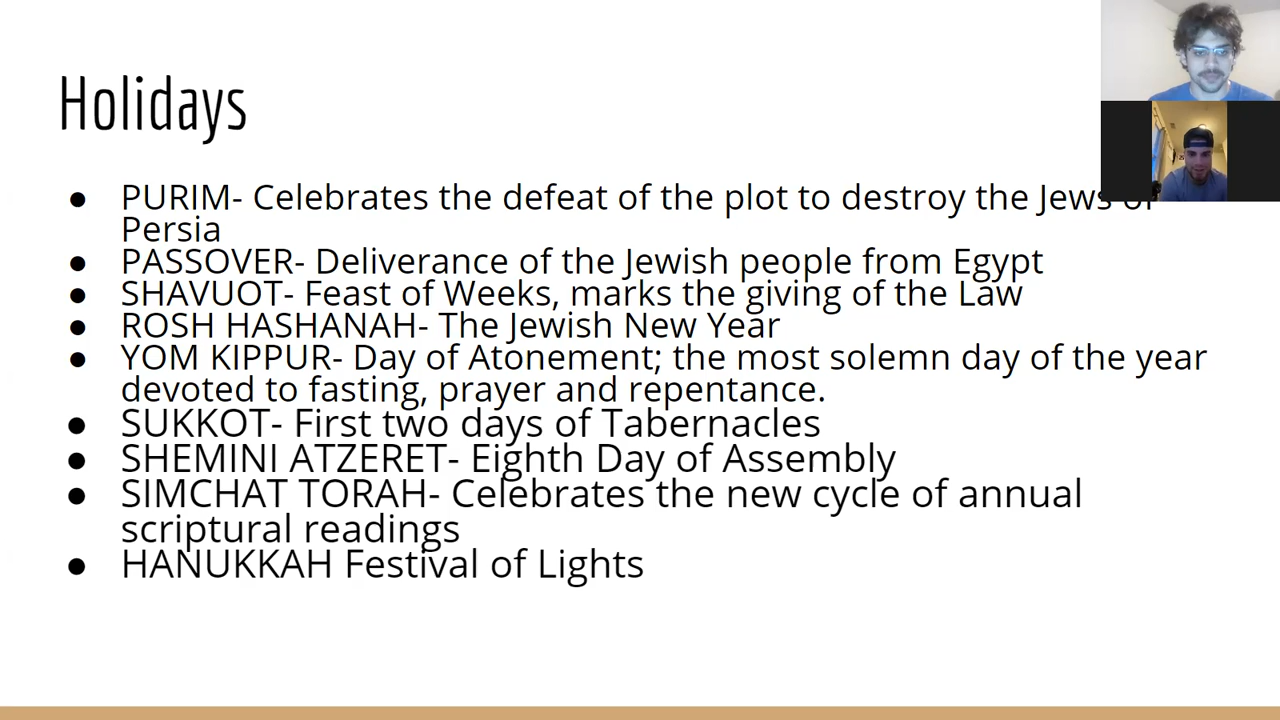 Holidays
● PURIM- Celebrates the defeat of the plot to destroy the Jews of
Persia
● PASSOVER- Deliverance of the Jewish people from Egypt
● SHAVUOT- Feast of Weeks, marks the giving of the Law
● ROSH HASHANAH- The Jewish New Year
● YOM KIPPUR- Day of Atonement; the most solemn day of the year
devoted to fasting, prayer and repentance.
● SUKKOT- First two days of Tabernacles
● SHEMINI ATZERET- Eighth Day of Assembly
● SIMCHAT TORAH- Celebrates the new cycle of annual
scriptural readings
● HANUKKAH Festival of Lights